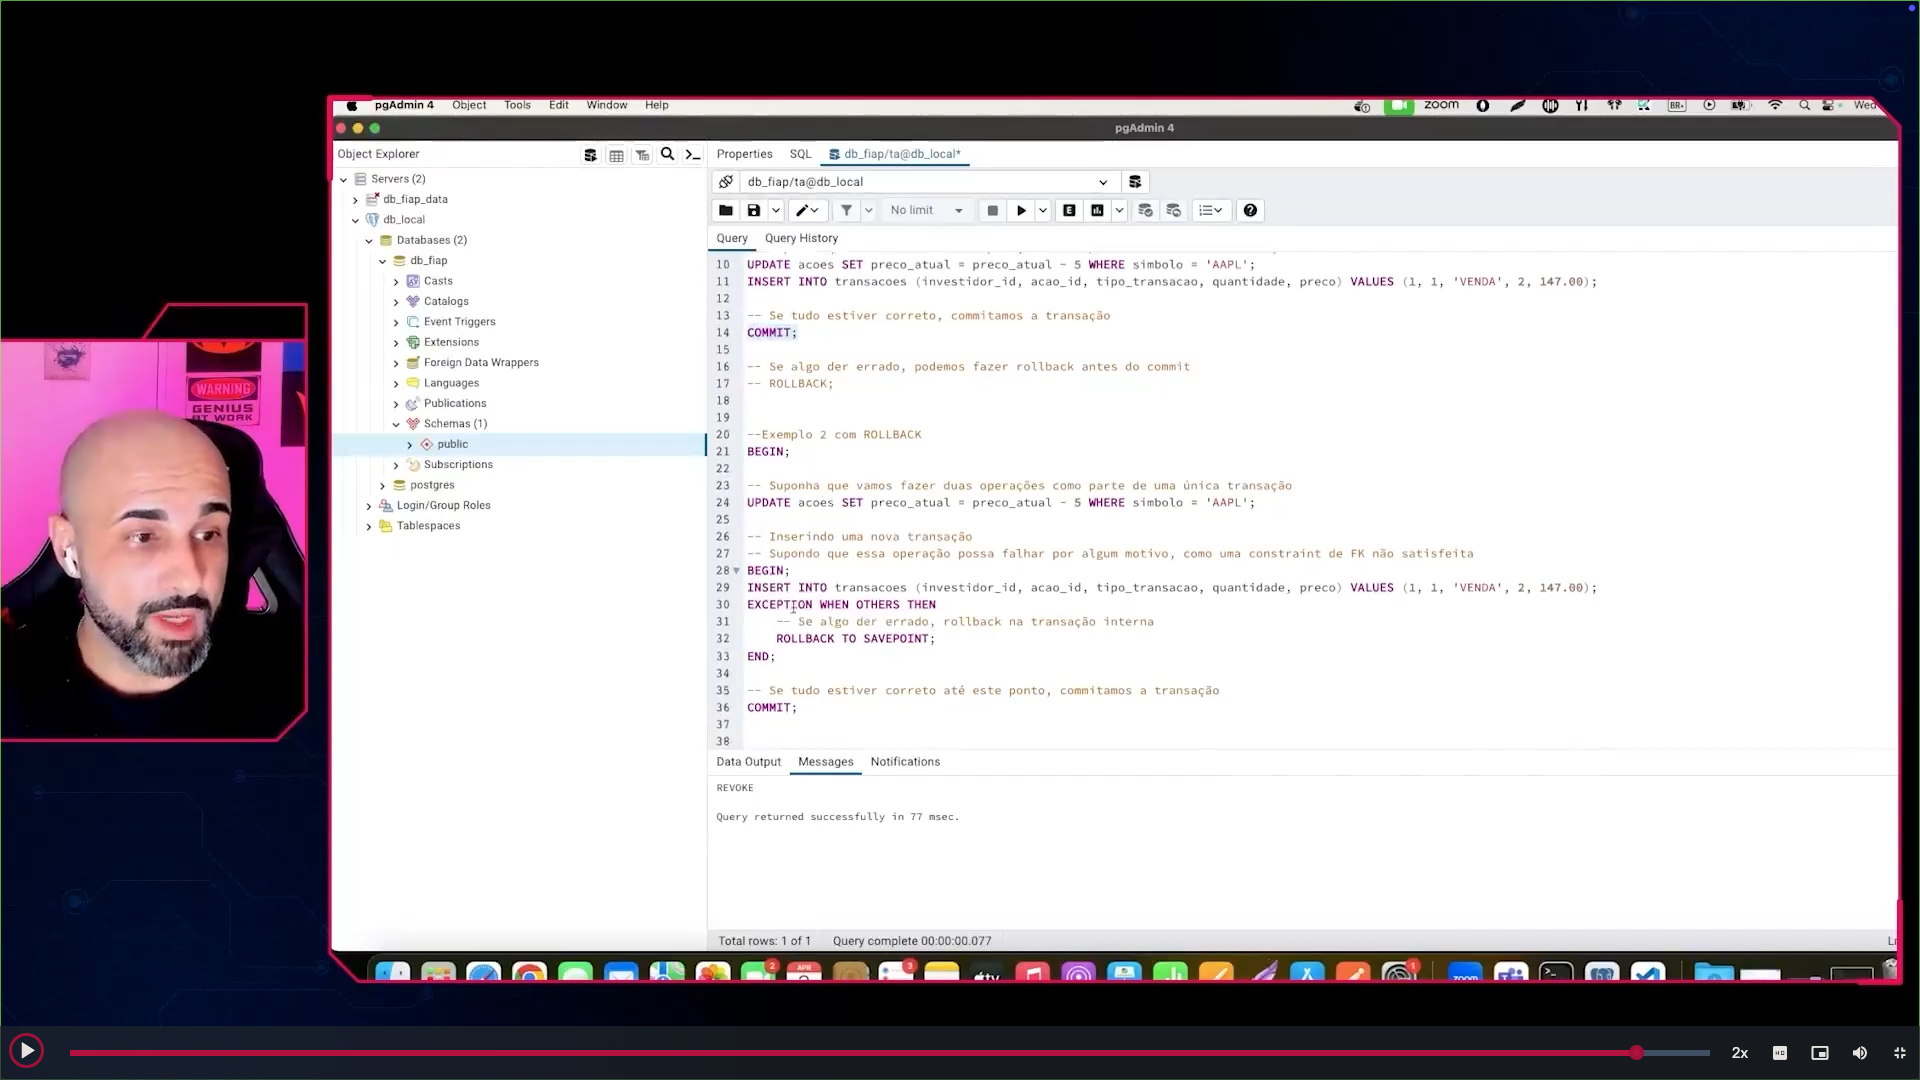 pgAdmin 4 Object Tools Edit Window Help
zoom
BR
Wed
pgAdmin 4
Object Explorer
Properties SQL db_fiap/ta@db_local*
Servers (2)
db_fiap_data
db_local
Databases (2)
db_fiap
Casts
Catalogs
Event Triggers
Extensions
Foreign Data Wrappers
Languages
Publications
Schemas (1)
public
Subscriptions
postgres
Login/Group Roles
Tablespaces
db_fiap/ta@db_local
No limit
E
Query Query History
10 UPDATE acoes SET preco_atual = preco_atual - 5 WHERE simbolo = 'AAPL';
11 INSERT INTO transacoes (investidor_id, acao_id, tipo_transacao, quantidade, preco) VALUES (1, 1, 'VENDA', 2, 147.00);
12
13 -- Se tudo estiver correto, commitamos a transação
14 COMMIT;
15
16 -- Se algo der errado, podemos fazer rollback antes do commit
17 -- ROLLBACK;
18
19
20 --Exemplo 2 com ROLLBACK
21 BEGIN;
22
23 -- Suponha que vamos fazer duas operações como parte de uma única transação
24 UPDATE acoes SET preco_atual = preco_atual - 5 WHERE simbolo = 'AAPL';
25
26 -- Inserindo uma nova transação
27 -- Supondo que essa operação possa falhar por algum motivo, como uma constraint de FK não satisfeita
28 BEGIN;
29 INSERT INTO transacoes (investidor_id, acao_id, tipo_transacao, quantidade, preco) VALUES (1, 1, 'VENDA', 2, 147.00);
30 EXCEPTION WHEN OTHERS THEN
31 -- Se algo der errado, rollback na transação interna
32 ROLLBACK TO SAVEPOINT;
33 END;
34
35 -- Se tudo estiver correto até este ponto, commitamos a transação
36 COMMIT;
37
38
Data Output Messages Notifications
REVOKE
Query returned successfully in 77 msec.
Total rows: 1 of 1 Query complete 00:00:00.077
WARNING
GENIUS
AT WORK
APR
2
3
1
tv
zoom
2x
HD